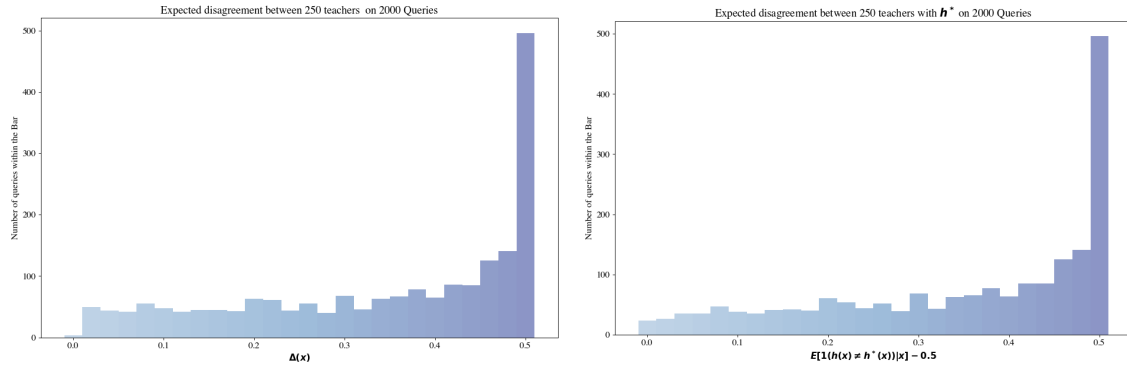 Expected disagreement between 250 teachers on 2000 Queries
Number of queries within the Bar
500
400
300
200
100
0
0.0 0.1 0.2 0.3 0.4 0.5
Δ(x)
Expected disagreement between 250 teachers with h* on 2000 Queries
Number of queries within the Bar
500
400
300
200
100
0
0.0 0.1 0.2 0.3 0.4 0.5
E[1(h(x) ≠ h*(x))|x] − 0.5